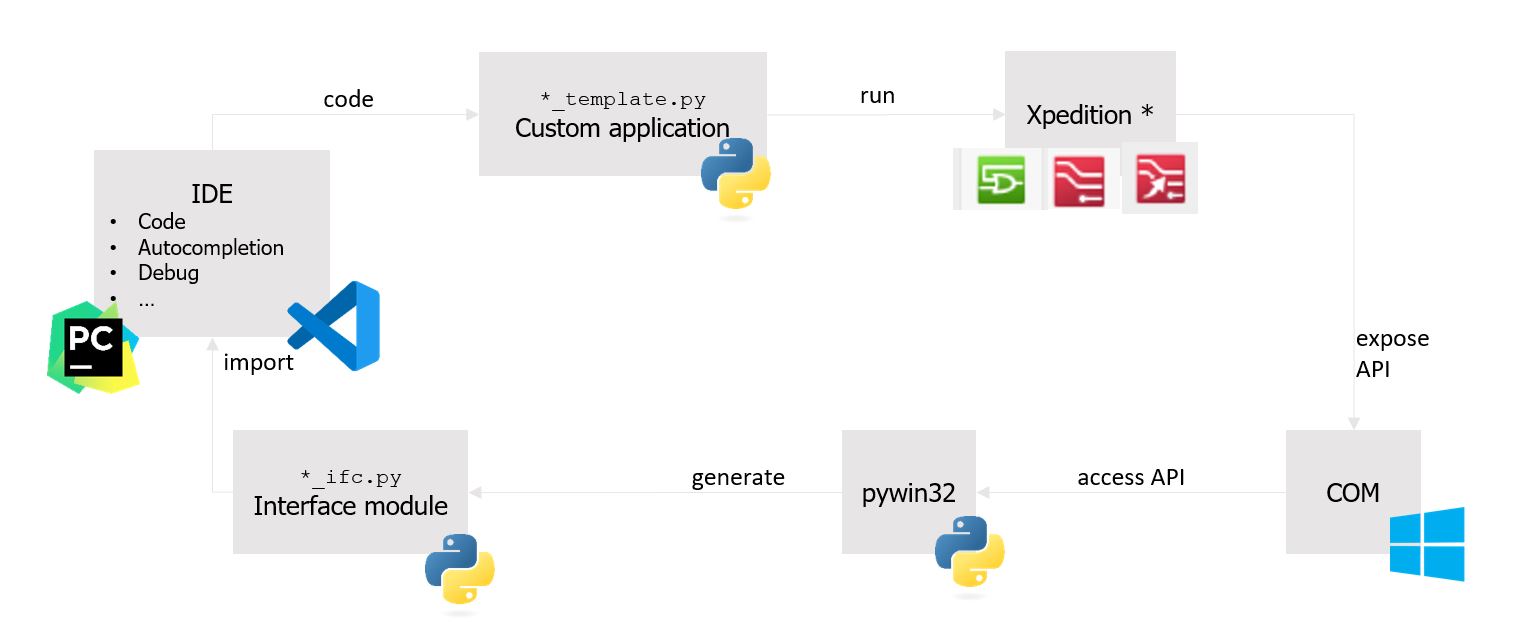 code
*_template.py
Custom application
run
Xpedition *
IDE
• Code
• Autocompletion
• Debug
• ...
PC
import
expose
API
*_ifc.py
Interface module
generate
pywin32
access API
COM